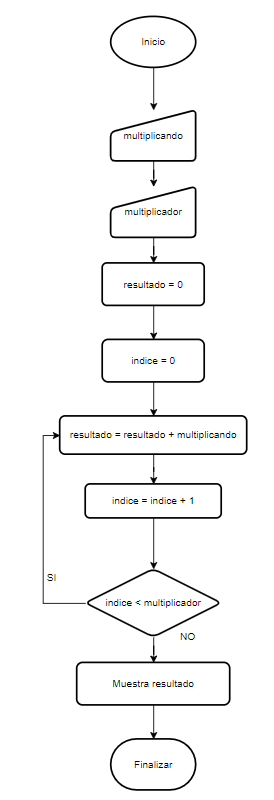 Inicio
multiplicando
multiplicador
resultado = 0
indice = 0
resultado = resultado + multiplicando
indice = indice + 1
SI
indice < multiplicador
NO
Muestra resultado
Finalizar